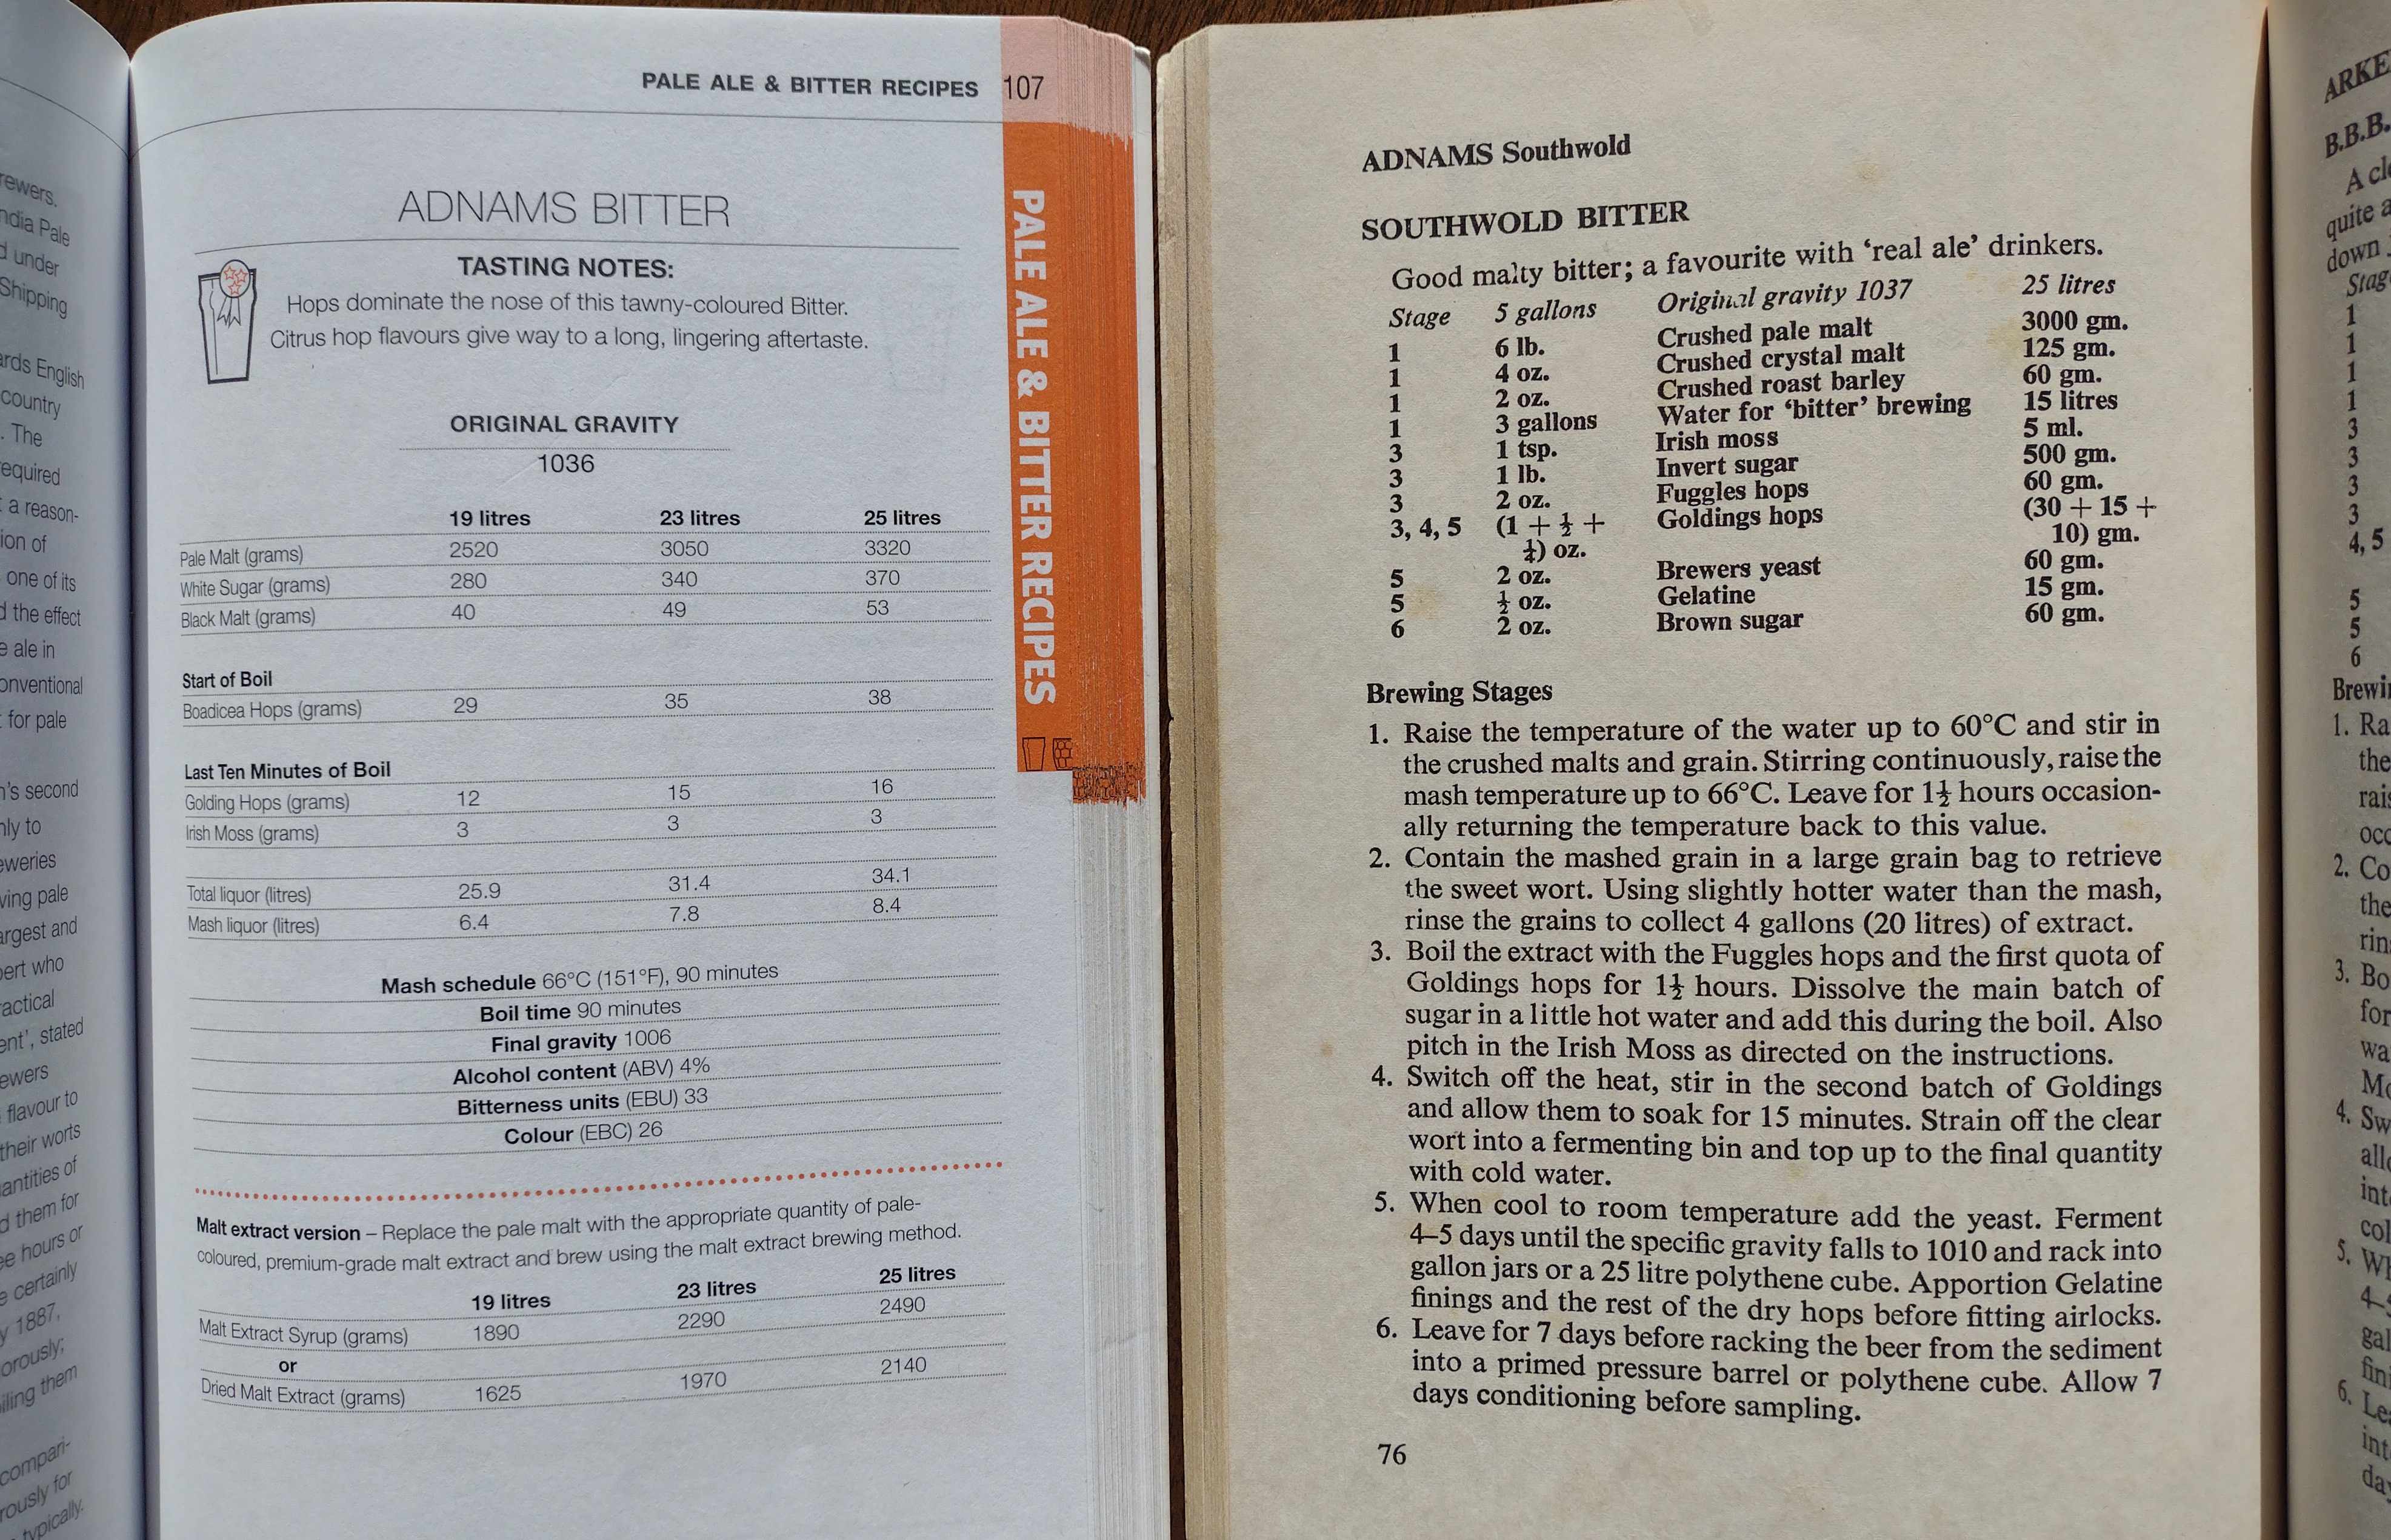 PALE ALE & BITTER RECIPES 107
ADNAMS BITTER
TASTING NOTES:
Hops dominate the nose of this tawny-coloured Bitter.
Citrus hop flavours give way to a long, lingering aftertaste.
ORIGINAL GRAVITY
1036
19 litres 23 litres 25 litres
Pale Malt (grams) 2520 3050 3320
White Sugar (grams) 280 340 370
Black Malt (grams) 40 49 53
Start of Boil
Boadicea Hops (grams) 29 35 38
Last Ten Minutes of Boil
Golding Hops (grams) 12 15 16
Irish Moss (grams) 3 3 3
Total liquor (litres) 25.9 31.4 34.1
Mash liquor (litres) 6.4 7.8 8.4
Mash schedule 66°C (151°F), 90 minutes
Boil time 90 minutes
Final gravity 1006
Alcohol content (ABV) 4%
Bitterness units (EBU) 33
Colour (EBC) 26
Malt extract version – Replace the pale malt with the appropriate quantity of pale-
coloured, premium-grade malt extract and brew using the malt extract brewing method.
19 litres 23 litres 25 litres
Malt Extract Syrup (grams) 1890 2290 2490
or
Dried Malt Extract (grams) 1625 1970 2140
PALE ALE & BITTER RECIPES
ADNAMS Southwold
SOUTHWOLD BITTER
Good malty bitter; a favourite with ‘real ale’ drinkers.
Stage 5 gallons Original gravity 1037 25 litres
1 6 lb. Crushed pale malt 3000 gm.
1 4 oz. Crushed crystal malt 125 gm.
1 2 oz. Crushed roast barley 60 gm.
1 3 gallons Water for ‘bitter’ brewing 15 litres
3 1 tsp. Irish moss 5 ml.
3 1 lb. Invert sugar 500 gm.
3 2 oz. Fuggles hops 60 gm.
3, 4, 5 (1 + ½ + Goldings hops (30 + 15 +
¼) oz. 10) gm.
5 2 oz. Brewers yeast 60 gm.
5 ½ oz. Gelatine 15 gm.
6 2 oz. Brown sugar 60 gm.
Brewing Stages
1. Raise the temperature of the water up to 60°C and stir in
the crushed malts and grain. Stirring continuously, raise the
mash temperature up to 66°C. Leave for 1½ hours occasion-
ally returning the temperature back to this value.
2. Contain the mashed grain in a large grain bag to retrieve
the sweet wort. Using slightly hotter water than the mash,
rinse the grains to collect 4 gallons (20 litres) of extract.
3. Boil the extract with the Fuggles hops and the first quota of
Goldings hops for 1½ hours. Dissolve the main batch of
sugar in a little hot water and add this during the boil. Also
pitch in the Irish Moss as directed on the instructions.
4. Switch off the heat, stir in the second batch of Goldings
and allow them to soak for 15 minutes. Strain off the clear
wort into a fermenting bin and top up to the final quantity
with cold water.
5. When cool to room temperature add the yeast. Ferment
4–5 days until the specific gravity falls to 1010 and rack into
gallon jars or a 25 litre polythene cube. Apportion Gelatine
finings and the rest of the dry hops before fitting airlocks.
6. Leave for 7 days before racking the beer from the sediment
into a primed pressure barrel or polythene cube. Allow 7
days conditioning before sampling.
76